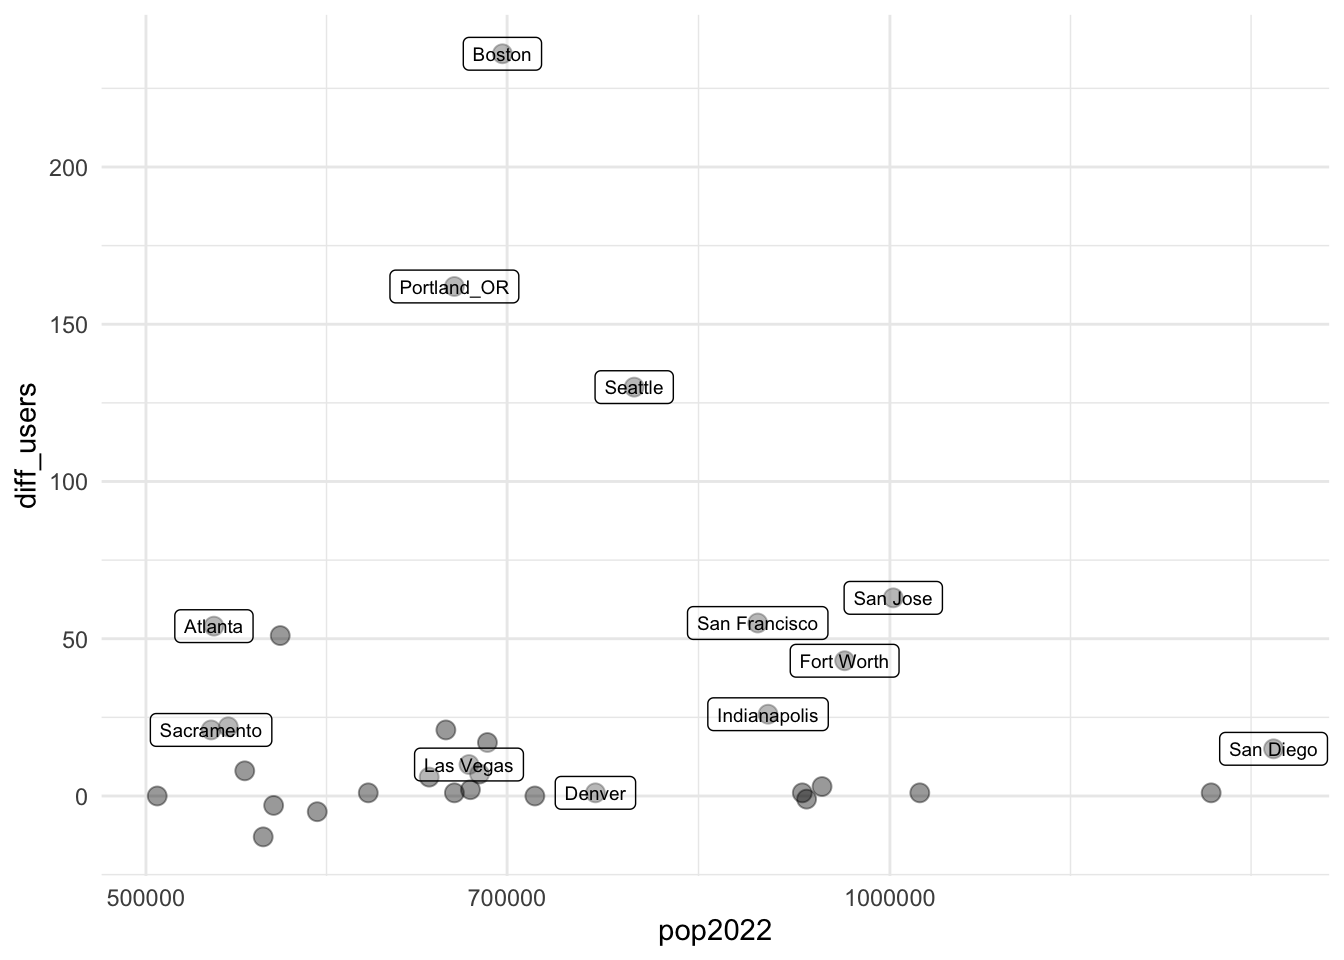 Boston
200
Portland_OR
150
Seattle
diff_users
100
San Jose
San Francisco
Atlanta
50
Fort Worth
Indianapolis
Sacramento
San Diego
Las Vegas
Denver
0
500000
700000
1000000
pop2022